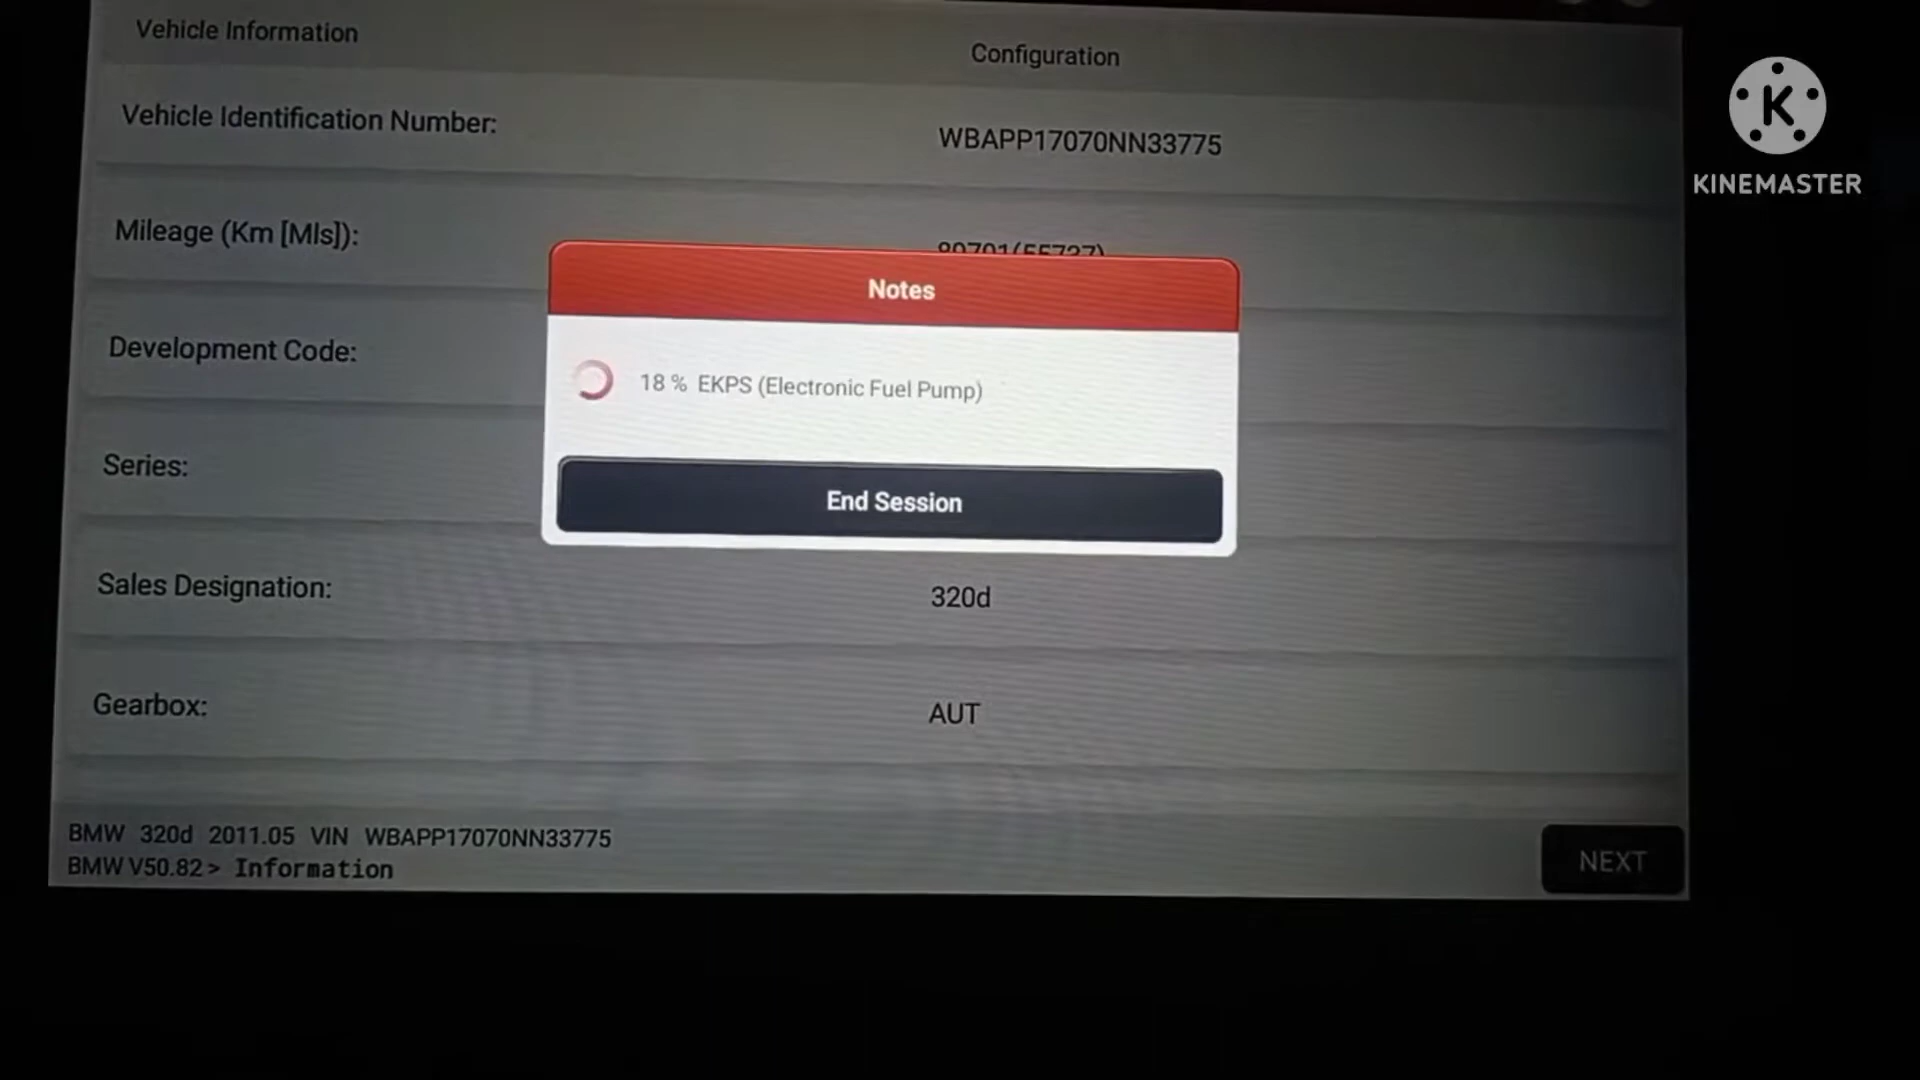 Vehicle Information
Configuration
Vehicle Identification Number:
WBAPP17070NN33775
KINEMASTER
Mileage (Km [Mls]):
Notes
Development Code:
18 % EKPS (Electronic Fuel Pump)
Series:
End Session
Sales Designation:
320d
Gearbox:
AUT
BMW 320d 2011.05 VIN WBAPP17070NN33775
BMW V50.82 > Information
NEXT